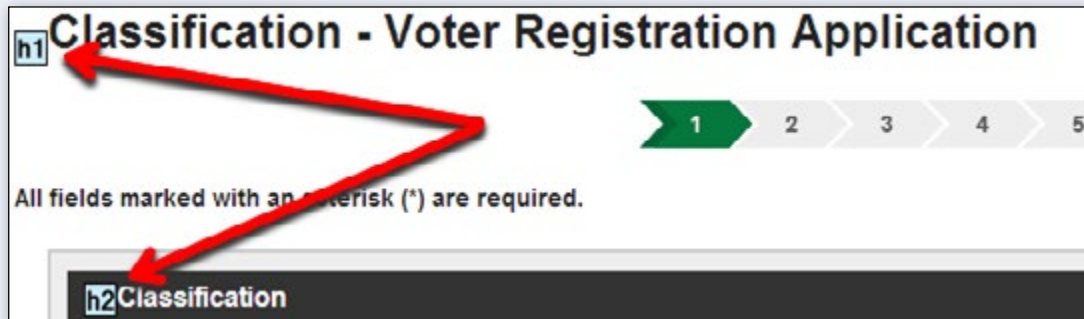 h1 Classification - Voter Registration Application
1 2 3 4 5
All fields marked with an asterisk (*) are required.
h2 Classification